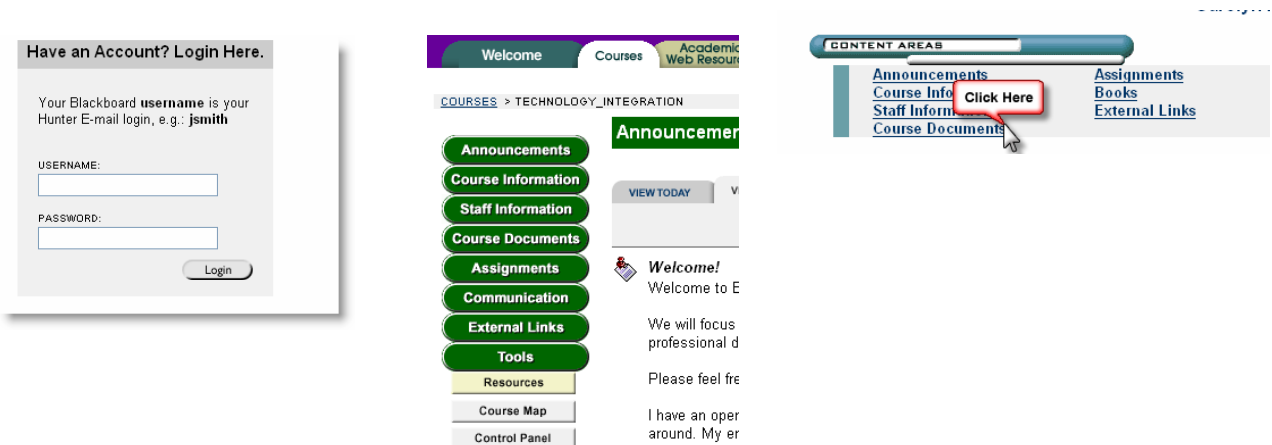 Have an Account? Login Here.
Your Blackboard username is your
Hunter E-mail login, e.g.: jsmith
USERNAME:
PASSWORD:
Login
Welcome
Courses
Academic
Web Resour
COURSES > TECHNOLOGY_INTEGRATION
Announcemen
Announcements
Course Information
Staff Information
Course Documents
Assignments
Communication
External Links
Tools
Resources
Course Map
Control Panel
VIEW TODAY
Welcome!
Welcome to E
We will focus
professional d
Please feel fre
I have an oper
around. My er
CONTENT AREAS
Announcements
Course Info
Staff Inform
Course Documents
Click Here
Assignments
Books
External Links